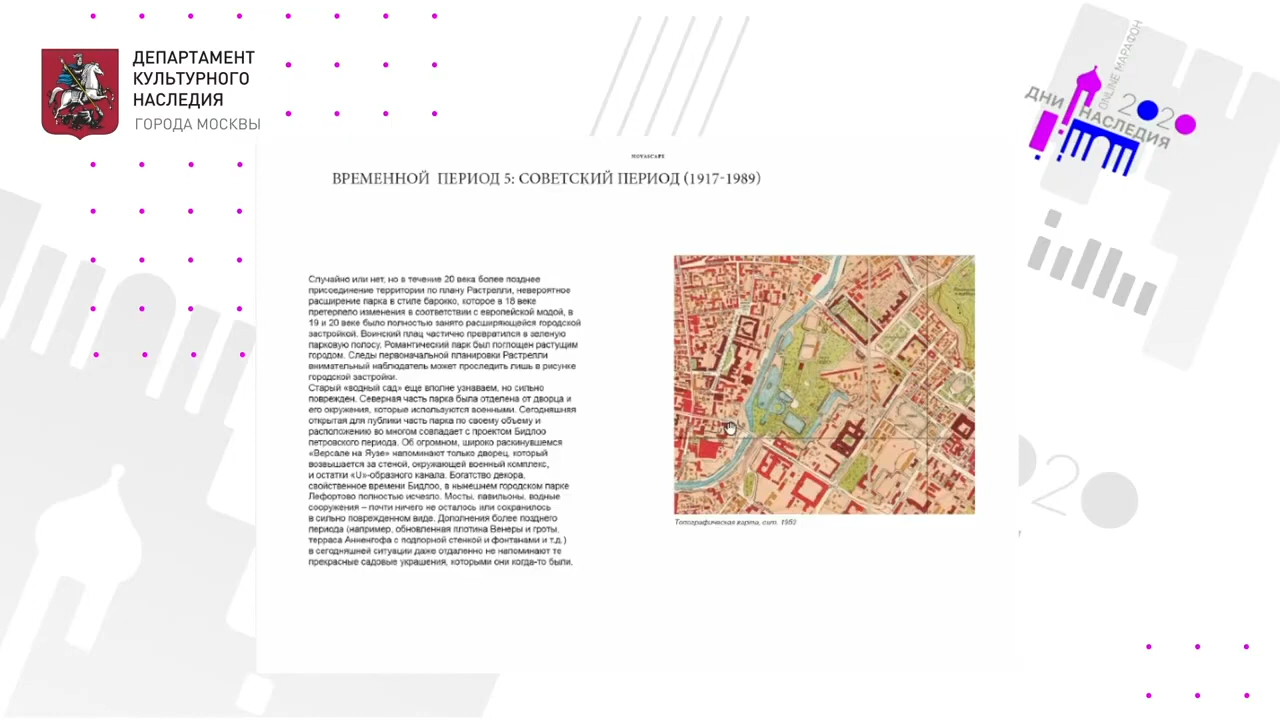 ДЕПАРТАМЕНТ
КУЛЬТУРНОГО
НАСЛЕДИЯ
ГОРОДА МОСКВЫ
ДНИ
НАСЛЕДИЯ
ONLINE МАРАФОН
2020
NOVASCAPE
ВРЕМЕННОЙ ПЕРИОД 5: СОВЕТСКИЙ ПЕРИОД (1917-1989)
Случайно или нет, но в течение 20 века более позднее
присоединение территории по плану Растрелли, невероятное
расширение парка в стиле барокко, которое в 18 веке
претерпело изменения в соответствии с европейской модой, в
19 и 20 веке было полностью занято расширяющейся городской
застройкой. Воинский плац частично превратился в зеленую
парковую полосу. Романтический парк был поглощен растущим
городом. Следы первоначальной планировки Растрелли
внимательный наблюдатель может проследить лишь в рисунке
городской застройки.
Старый «водный сад» еще вполне узнаваем, но сильно
поврежден. Северная часть парка была отделена от дворца и
его окружения, которые используются военными. Сегодняшняя
открытая для публики часть парка по своему объему и
расположению во многом совпадает с проектом Бидлоо
петровского периода. Об огромном, широко раскинувшемся
«Версале на Яузе» напоминают только дворец, который
возвышается за стеной, окружающей военный комплекс,
и остатки «U»-образного канала. Богатство декора,
свойственное времени Бидлоо, в нынешнем городском парке
Лефортово полностью исчезло. Мосты, павильоны, водные
сооружения – почти ничего не осталось или сохранилось
в сильно поврежденном виде. Дополнения более позднего
периода (например, обновленная плотина Венеры и гроты,
терраса Анненгофа с подпорной стенкой и фонтанами и т.д.)
в сегодняшней ситуации даже отдаленно не напоминают те
прекрасные садовые украшения, которыми они когда-то были.
Топографическая карта, сит. 1952